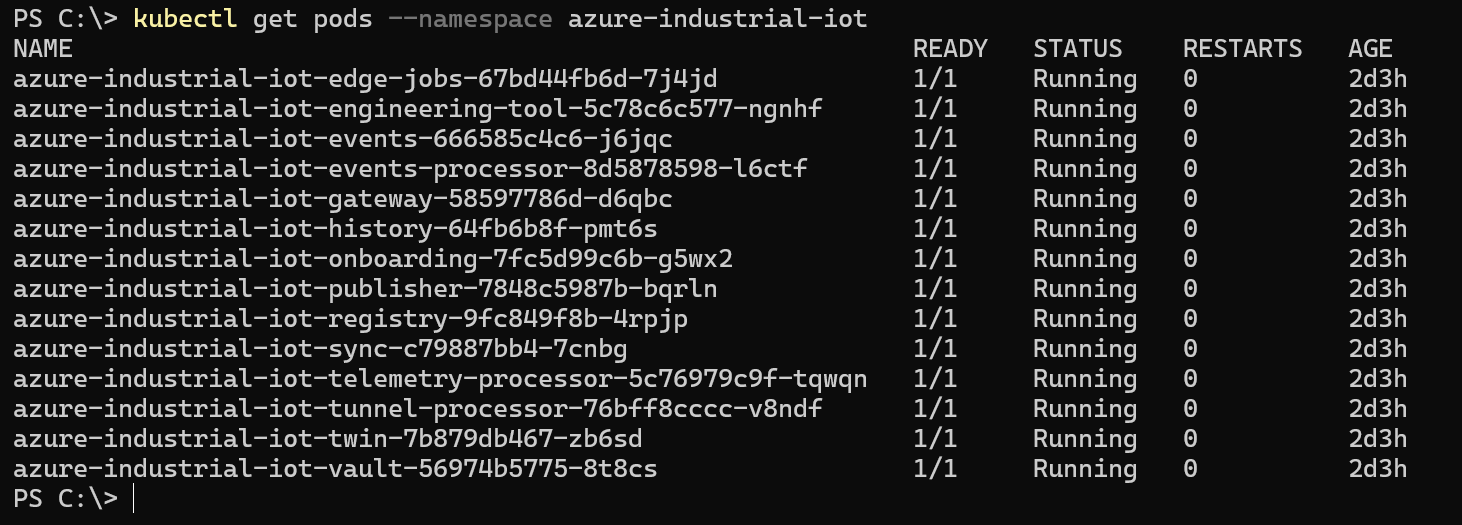 PS C:\> kubectl get pods --namespace azure-industrial-iot
NAME READY STATUS RESTARTS AGE
azure-industrial-iot-edge-jobs-67bd44fb6d-7j4jd 1/1 Running 0 2d3h
azure-industrial-iot-engineering-tool-5c78c6c577-ngnhf 1/1 Running 0 2d3h
azure-industrial-iot-events-666585c4c6-j6jqc 1/1 Running 0 2d3h
azure-industrial-iot-events-processor-8d5878598-l6ctf 1/1 Running 0 2d3h
azure-industrial-iot-gateway-58597786d-d6qbc 1/1 Running 0 2d3h
azure-industrial-iot-history-64fb6b8f-pmt6s 1/1 Running 0 2d3h
azure-industrial-iot-onboarding-7fc5d99c6b-g5wx2 1/1 Running 0 2d3h
azure-industrial-iot-publisher-7848c5987b-bqrln 1/1 Running 0 2d3h
azure-industrial-iot-registry-9fc849f8b-4rpjp 1/1 Running 0 2d3h
azure-industrial-iot-sync-c79887bb4-7cnbg 1/1 Running 0 2d3h
azure-industrial-iot-telemetry-processor-5c76979c9f-tqwqn 1/1 Running 0 2d3h
azure-industrial-iot-tunnel-processor-76bff8cccc-v8ndf 1/1 Running 0 2d3h
azure-industrial-iot-twin-7b879db467-zb6sd 1/1 Running 0 2d3h
azure-industrial-iot-vault-56974b5775-8t8cs 1/1 Running 0 2d3h
PS C:\>